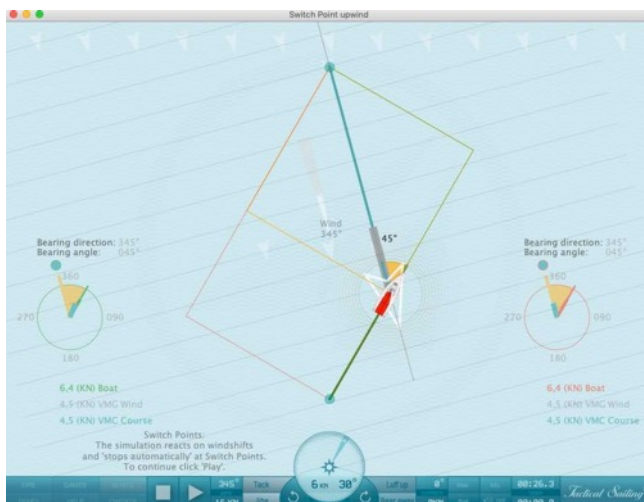 Switch Point upwind
Wind
345°
45°
Bearing direction: 345°
Bearing angle: 045°
360
270
090
180
6,4 (KN) Boat
4,5 (KN) VMG Wind
4,5 (KN) VMC Course
Bearing direction: 345°
Bearing angle: 045°
360
270
090
180
6,4 (KN) Boat
4,5 (KN) VMG Wind
4,5 (KN) VMC Course
Switch Points:
The simulation reacts on windshifts
and 'stops automatically' at Switch Points.
To continue click 'Play'.
345°
Tack
6 KN 30°
Luff up
0°
00:26.3
Tactical Sailing